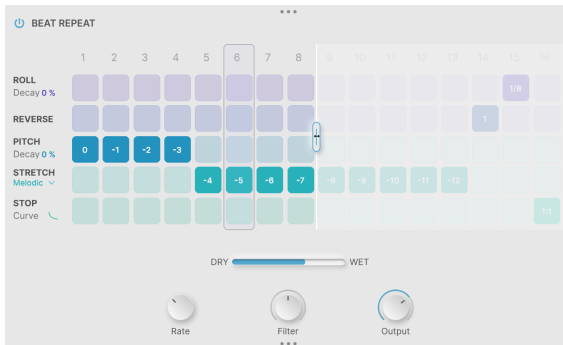 BEAT REPEAT
1 2 3 4 5 6 7 8 9 10 11 12 13 14 15 16
ROLL
Decay 0 %
1/8
REVERSE
1
PITCH
Decay 0 %
0 -1 -2 -3
STRETCH
Melodic
-4 -5 -6 -7 -8 -9 -10 -11 -12
STOP
Curve
1:1
DRY WET
Rate Filter Output